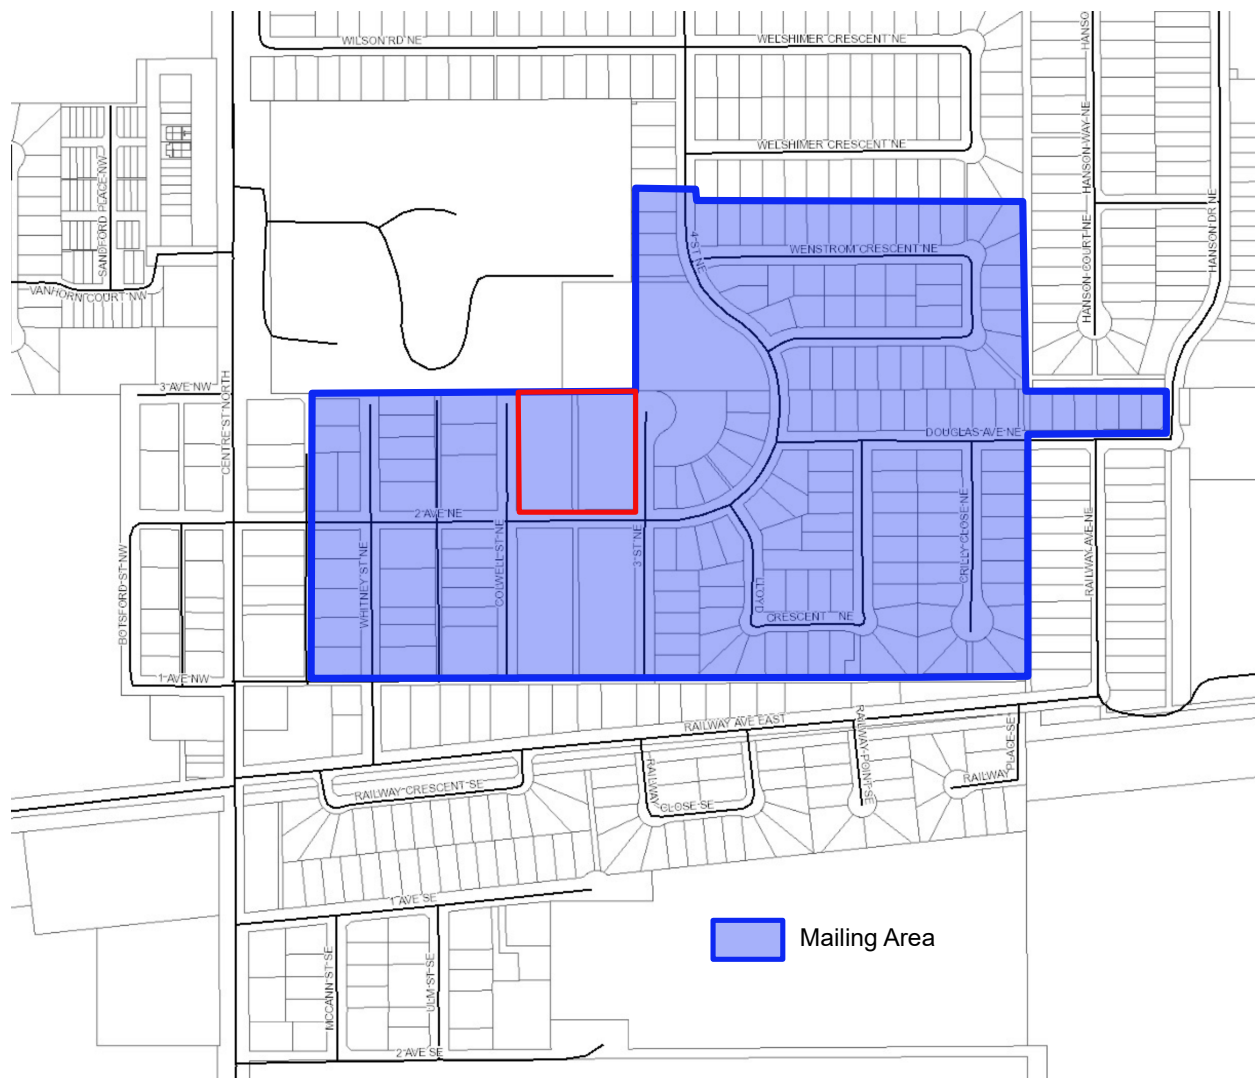 WILSON RD NE
WELSHIMER CRESCENT NE
HANSON
WELSHIMER CRESCENT NE
SANDFORD PLACE NW
HANSON WAY NE
HANSON DR NE
4 ST NE
WENSTROM CRESCENT NE
HANSON COURT NE
VANHORN COURT NW
3 AVE NW
CENTRE ST NORTH
DOUGLAS AVE NE
2 AVE NE
BOTSFORD ST NW
WHITNEY ST NE
COLWELL ST NE
3 ST NE
LLOYD
CRESCENT NE
CRILLY CLOSE NE
RAILWAY AVE NE
1 AVE NW
RAILWAY AVE EAST
RAILWAY CRESCENT SE
RAILWAY
CLOSE SE
RAILWAY POINT SE
RAILWAY
PLACE SE
1 AVE SE
Mailing Area
MCCANN ST SE
ULM ST SE
2 AVE SE